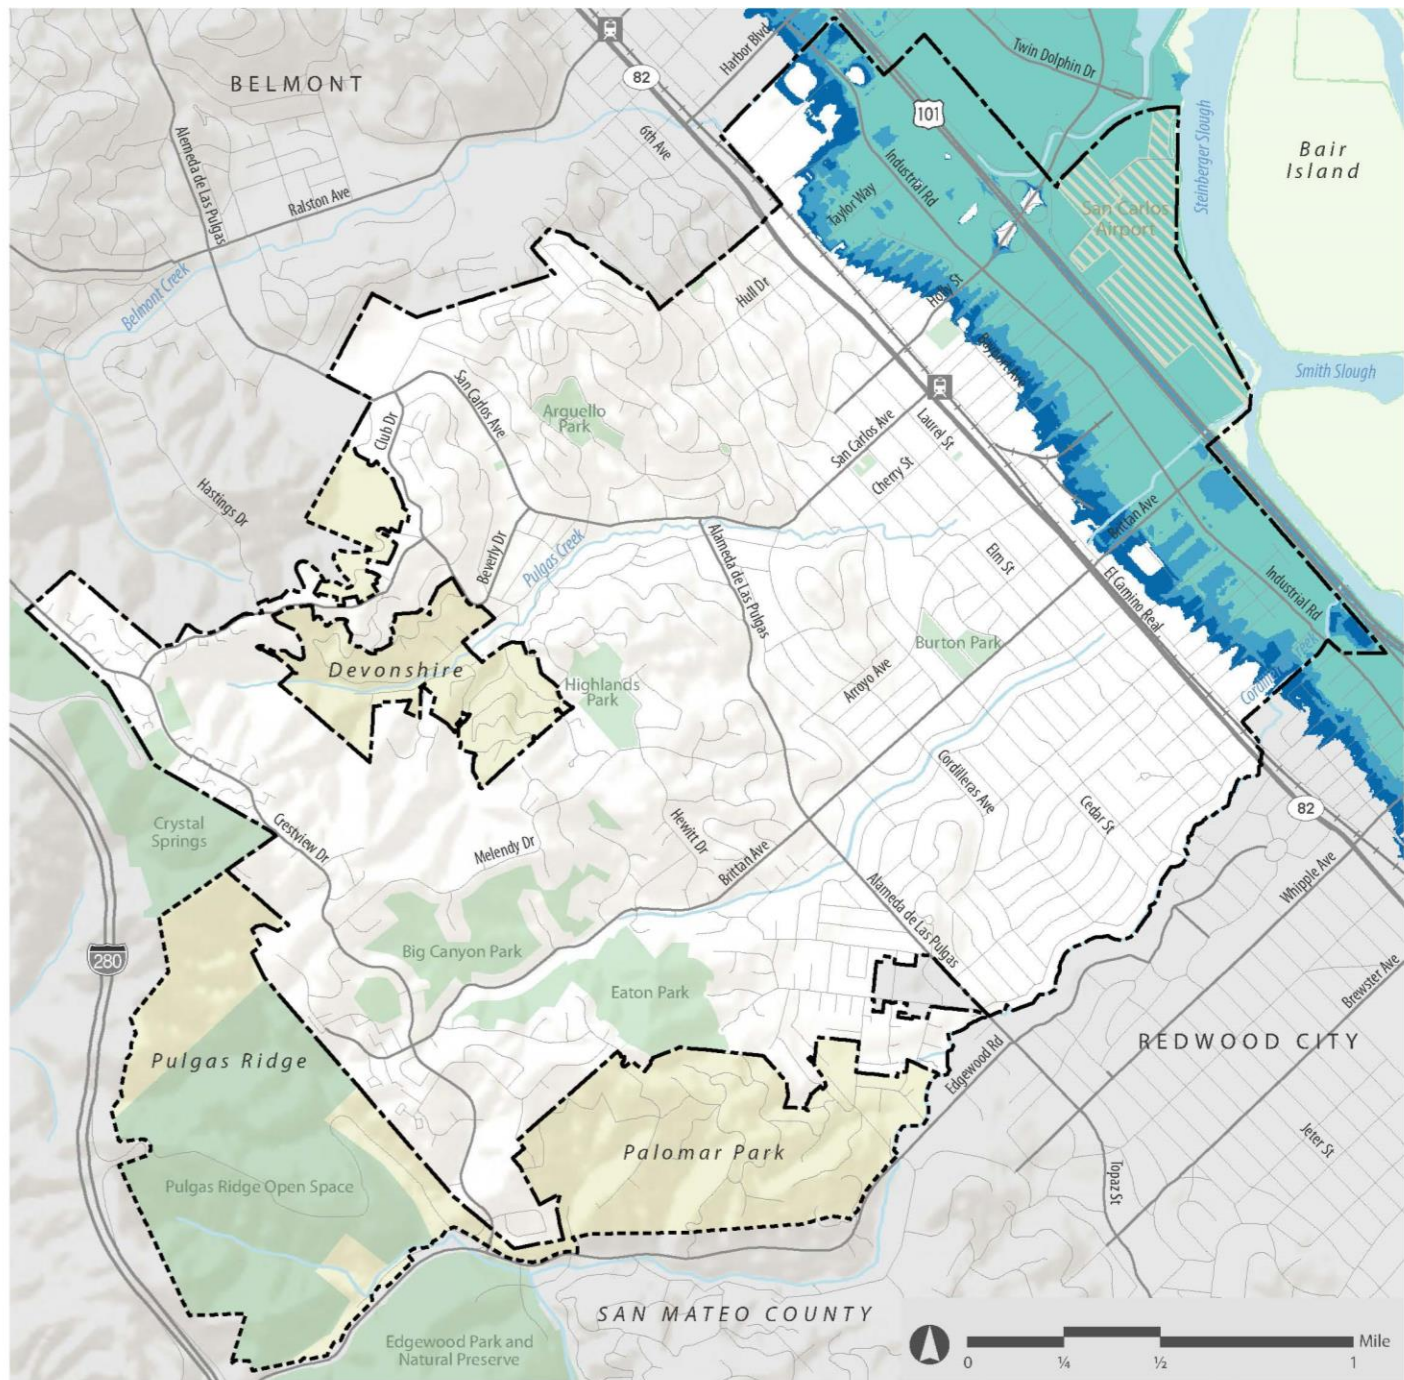 BELMONT
82
Harbor Blvd
Twin Dolphin Dr
101
6th Ave
Steinberger Slough
Bair
Island
Alemeda de Las Pulgas
Ralston Ave
Industrial Rd
Taylor Way
San Carlos
Airport
Belmont Creek
Hull Dr
Holly St
Bayport Ave
Smith Slough
San Carlos Ave
Club Dr
Arguello
Park
San Carlos Ave
Laurel St
Cherry St
Hastings Dr
Beverly Dr
Pulgas Creek
Alameda de Las Pulgas
Elm St
Brittan Ave
El Camino Real
Industrial Rd
Devonshire
Highlands
Park
Burton Park
Arroyo Ave
Cordilleras Ave
Cedar St
82
Crystal
Springs
Crestview Dr
Melendy Dr
Hewitt Dr
Brittan Ave
Alameda de Las Pulgas
Whipple Ave
280
Big Canyon Park
Eaton Park
Brewster Ave
Pulgas Ridge
Edgewood Rd
REDWOOD CITY
Palomar Park
Jeter St
Topaz St
Pulgas Ridge Open Space
SAN MATEO COUNTY
Edgewood Park and
Natural Preserve
0 ¼ ½ 1 Mile